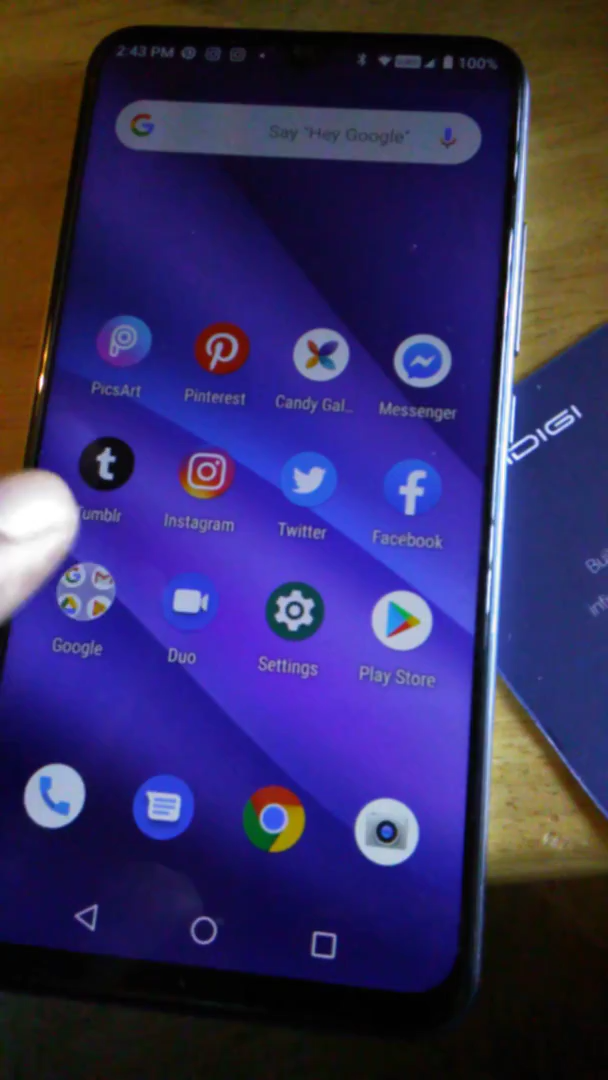 2:43 PM 100%
Say "Hey Google"
PicsArt Pinterest Candy Gal... Messenger
Tumblr Instagram Twitter Facebook
Google Duo Settings Play Store
DIGI